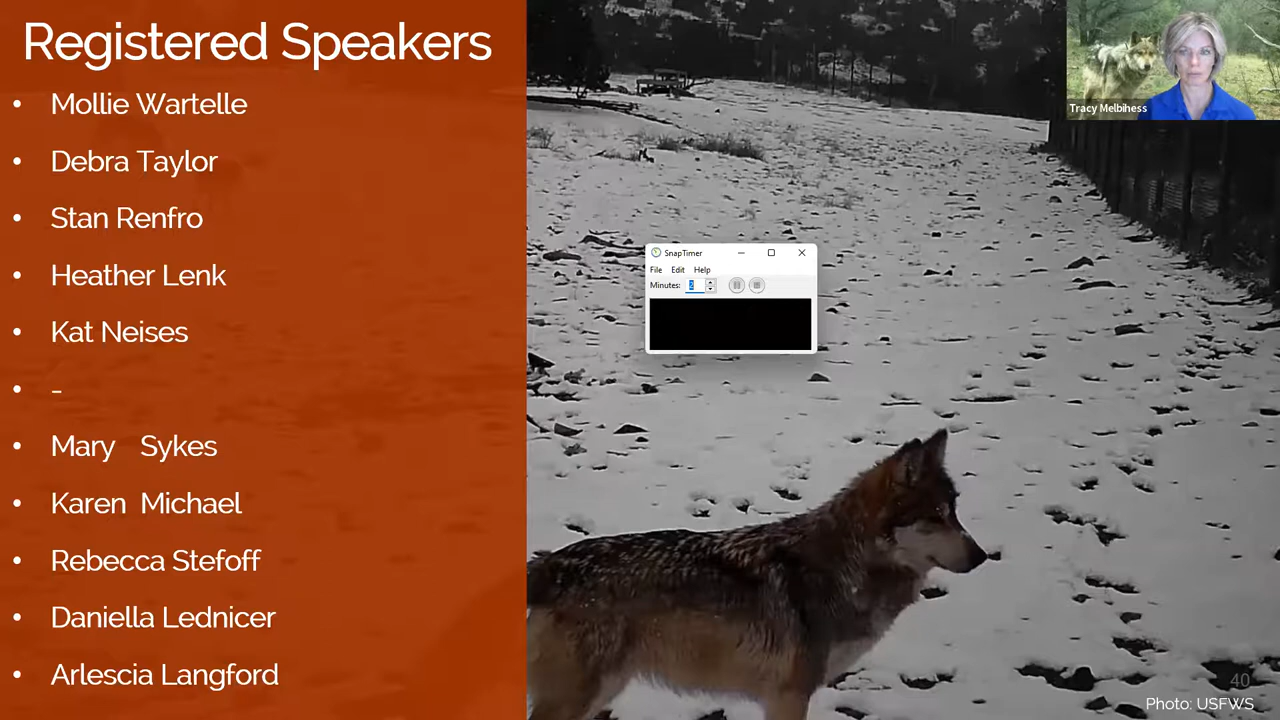 Registered Speakers
• Mollie Wartelle
• Debra Taylor
• Stan Renfro
• Heather Lenk
• Kat Neises
• -
• Mary Sykes
• Karen Michael
• Rebecca Stefoff
• Daniella Lednicer
• Arlescia Langford
Tracy Melbihess
SnapTimer
File Edit Help
Minutes: 2
40
Photo: USFWS